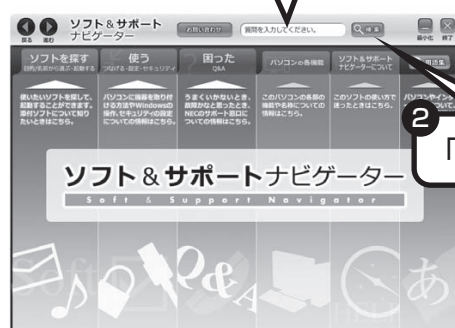 戻る 進む
ソフト&サポート
ナビゲーター
お問い合わせ
質問を入力してください。
検索
最小化 終了
ソフトを探す
目的/名前から選ぶ・起動する
使う
つなげる・設定・セキュリティ
困った
Q&A
パソコンの各機能
ソフト&サポート
ナビゲーターについて
用語集
使いたいソフトを探して、
起動することができます。
添付ソフトについて知り
たいときはこちら。
パソコンに機器を取り付
ける方法やWindowsの
操作、セキュリティの設定
についての情報はこちら。
うまくいかないとき、
故障かなと思ったとき、
NECのサポート窓口に
ついての情報はこちら。
このパソコンの各部の
機能や名称についての
情報はこちら。
このソフトの使い方で
迷ったときはこちら。
パソコンやイン
2
「
ソフト&サポートナビゲーター
Soft & Support Navigator
Soft
Q&A
HELP
あ